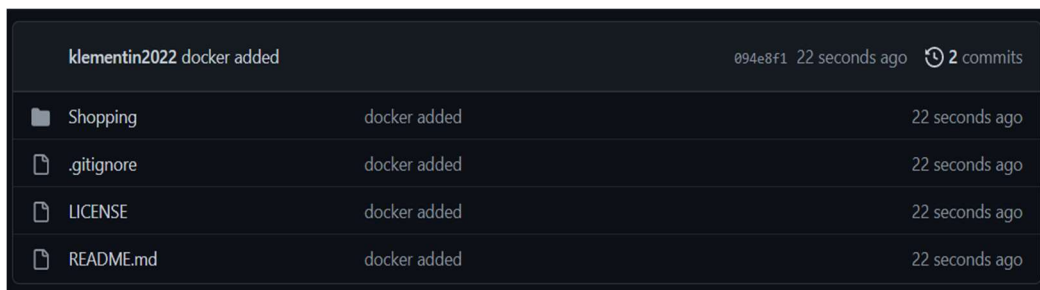 klementin2022 docker added 094e8f1 22 seconds ago 2 commits
Shopping docker added 22 seconds ago
.gitignore docker added 22 seconds ago
LICENSE docker added 22 seconds ago
README.md docker added 22 seconds ago